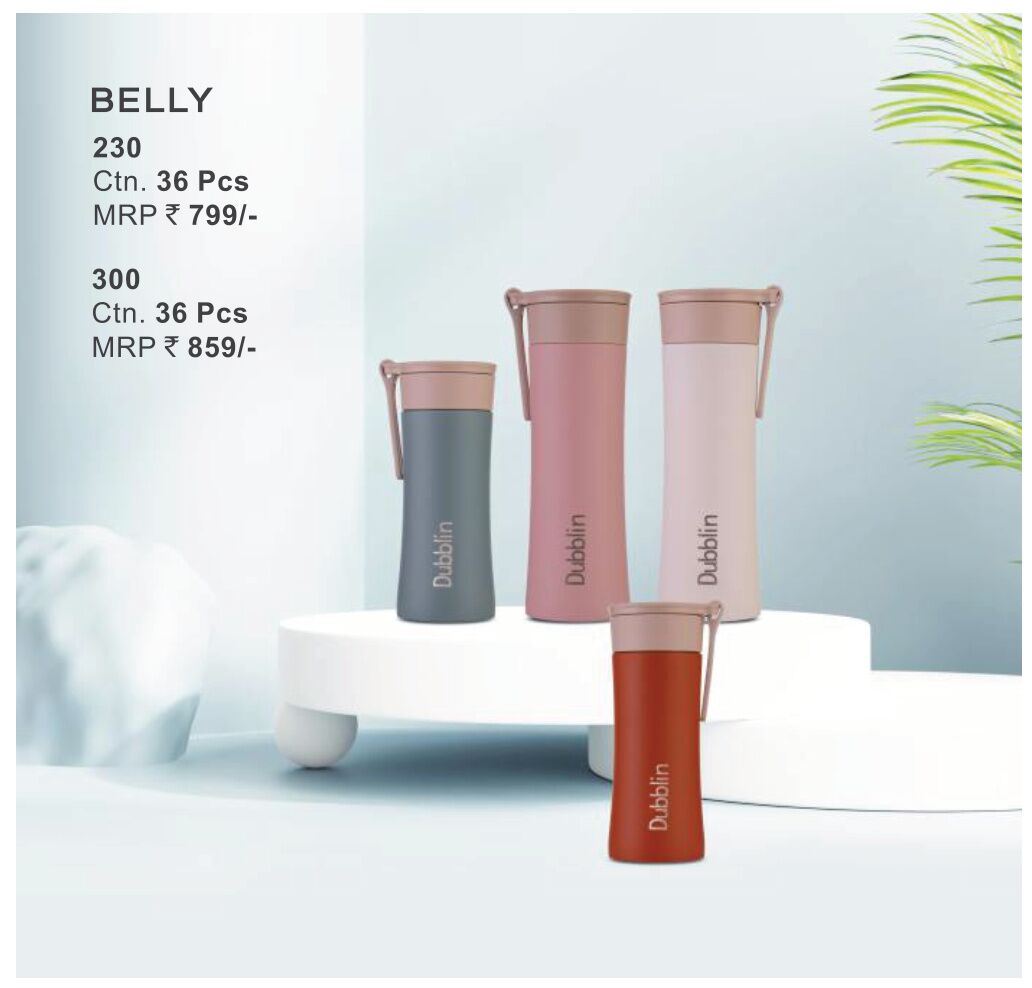 BELLY
230
Ctn. 36 Pcs
MRP ₹ 799/-
300
Ctn. 36 Pcs
MRP ₹ 859/-
Dubblin
Dubblin
Dubblin
Dubblin